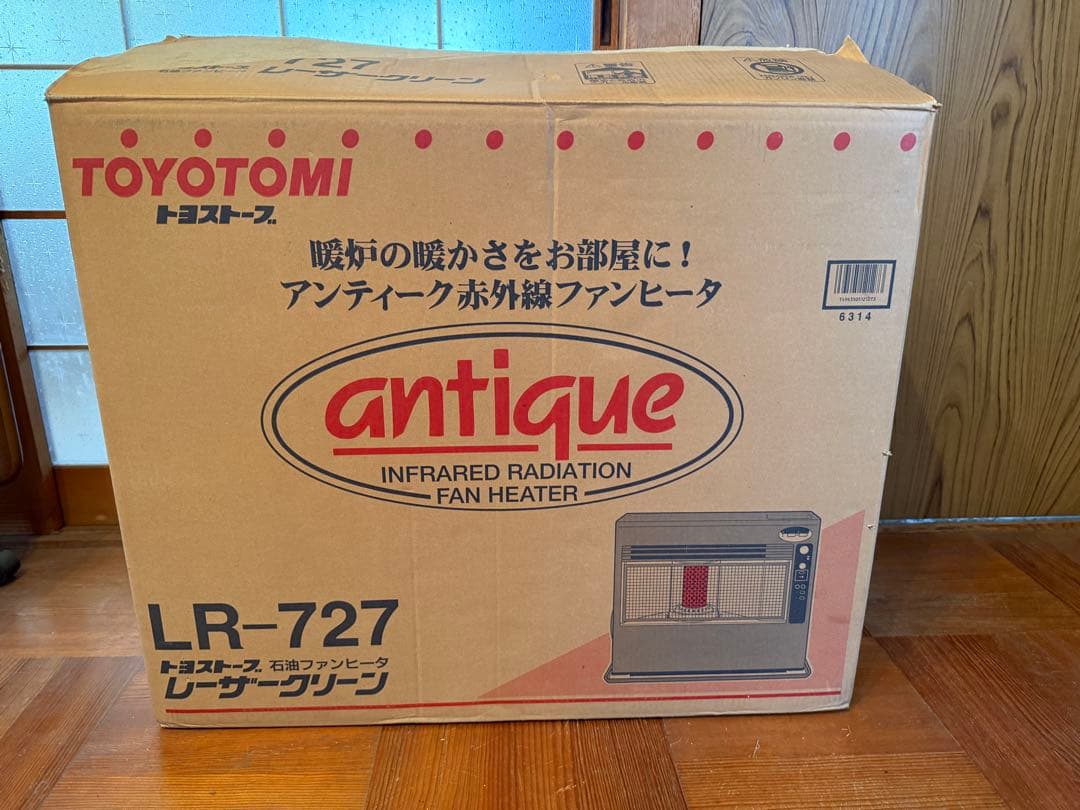 レーザークリーン
TOYOTOMI
トヨストーブ
暖炉の暖かさをお部屋に!
アンティーク赤外線ファンヒータ
6314
antique
INFRARED RADIATION
FAN HEATER
LR-727
トヨストーブ 石油ファンヒータ
レーザークリーン